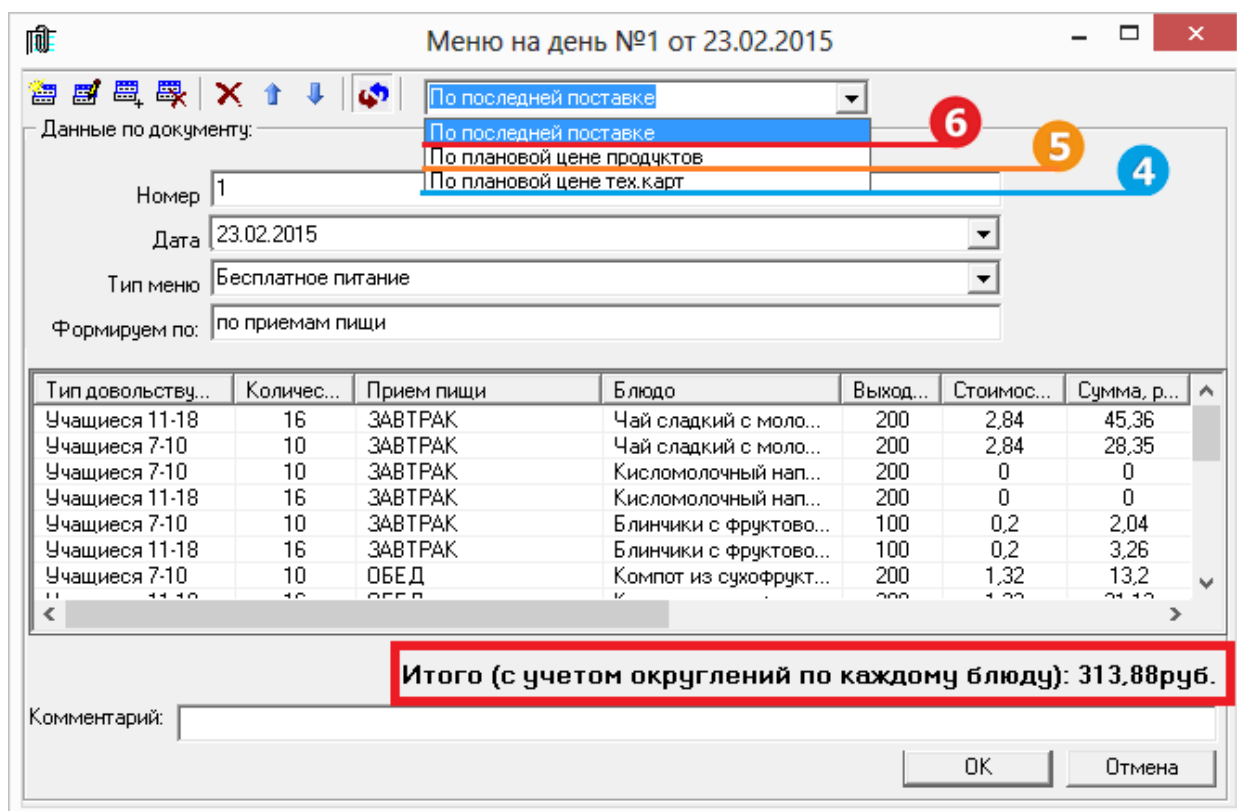 Меню на день №1 от 23.02.2015
По последней поставке
Данные по документу:
По последней поставке 6
По плановой цене продуктов 5
По плановой цене тех.карт 4
Номер 1
Дата 23.02.2015
Тип меню Бесплатное питание
Формируем по: по приемам пищи
Тип довольству... Количес... Прием пищи Блюдо Выход... Стоимос... Сумма, р...
Учащиеся 11-18 16 ЗАВТРАК Чай сладкий с моло... 200 2,84 45,36
Учащиеся 7-10 10 ЗАВТРАК Чай сладкий с моло... 200 2,84 28,35
Учащиеся 7-10 10 ЗАВТРАК Кисломолочный нап... 200 0 0
Учащиеся 11-18 16 ЗАВТРАК Кисломолочный нап... 200 0 0
Учащиеся 7-10 10 ЗАВТРАК Блинчики с фруктово... 100 0,2 2,04
Учащиеся 11-18 16 ЗАВТРАК Блинчики с фруктово... 100 0,2 3,26
Учащиеся 7-10 10 ОБЕД Компот из сухофрукт... 200 1,32 13,2
Итого (с учетом округлений по каждому блюду): 313,88руб.
Комментарий:
OK Отмена